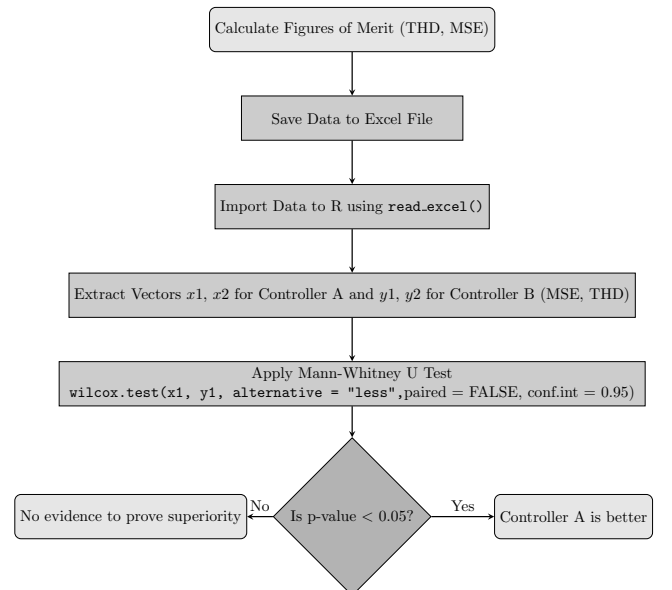 Calculate Figures of Merit (THD, MSE)
Save Data to Excel File
Import Data to R using read_excel()
Extract Vectors x1, x2 for Controller A and y1, y2 for Controller B (MSE, THD)
Apply Mann-Whitney U Test
wilcox.test(x1, y1, alternative = "less",paired = FALSE, conf.int = 0.95)
No evidence to prove superiority
No
Is p-value < 0.05?
Yes
Controller A is better